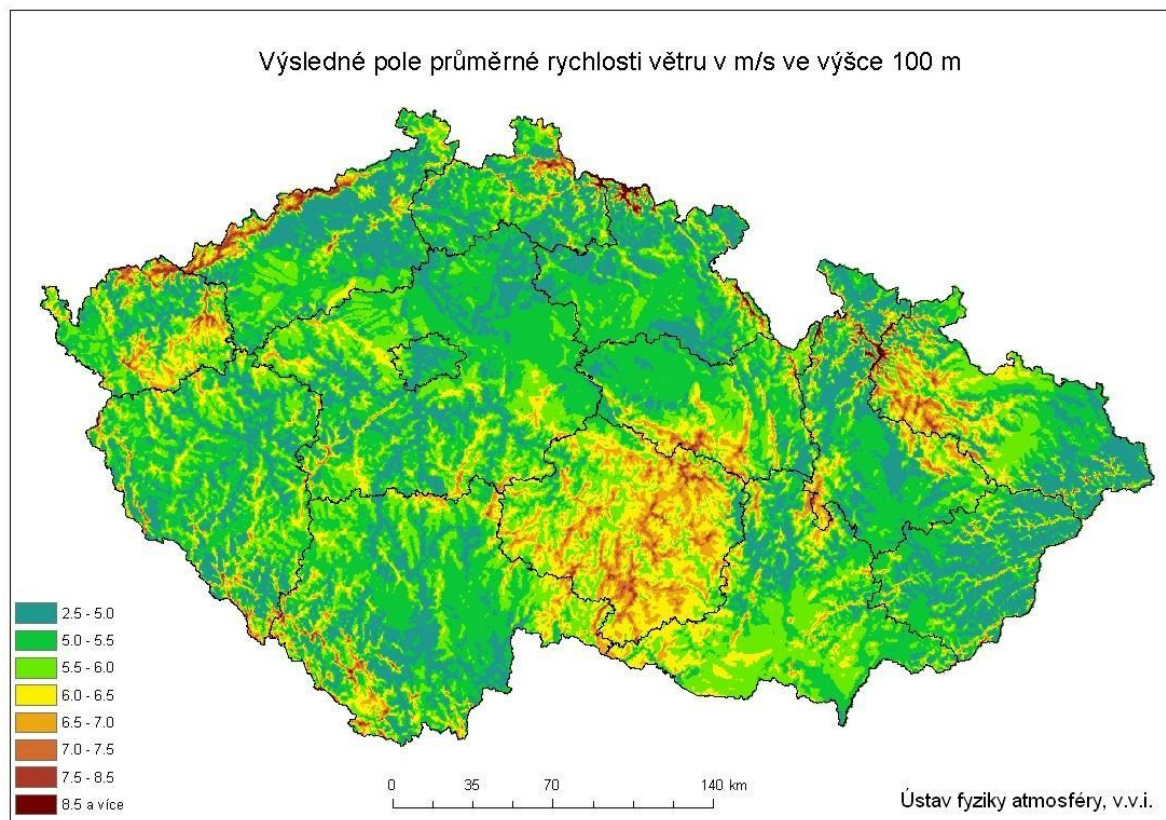 Výsledné pole průměrné rychlosti větru v m/s ve výšce 100 m
2.5 - 5.0
5.0 - 5.5
5.5 - 6.0
6.0 - 6.5
6.5 - 7.0
7.0 - 7.5
7.5 - 8.5
8.5 a více
0 35 70 140 km
Ústav fyziky atmosféry, v.v.i.